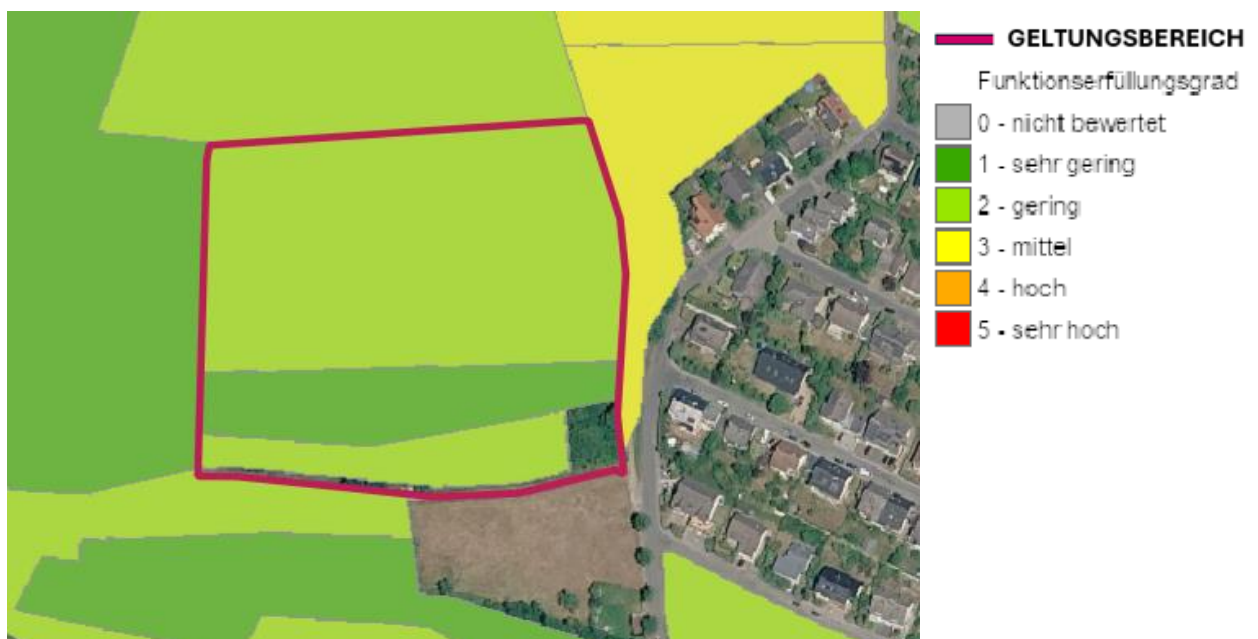 GELTUNGSBEREICH
Funktionserfüllungsgrad
0 - nicht bewertet
1 - sehr gering
2 - gering
3 - mittel
4 - hoch
5 - sehr hoch